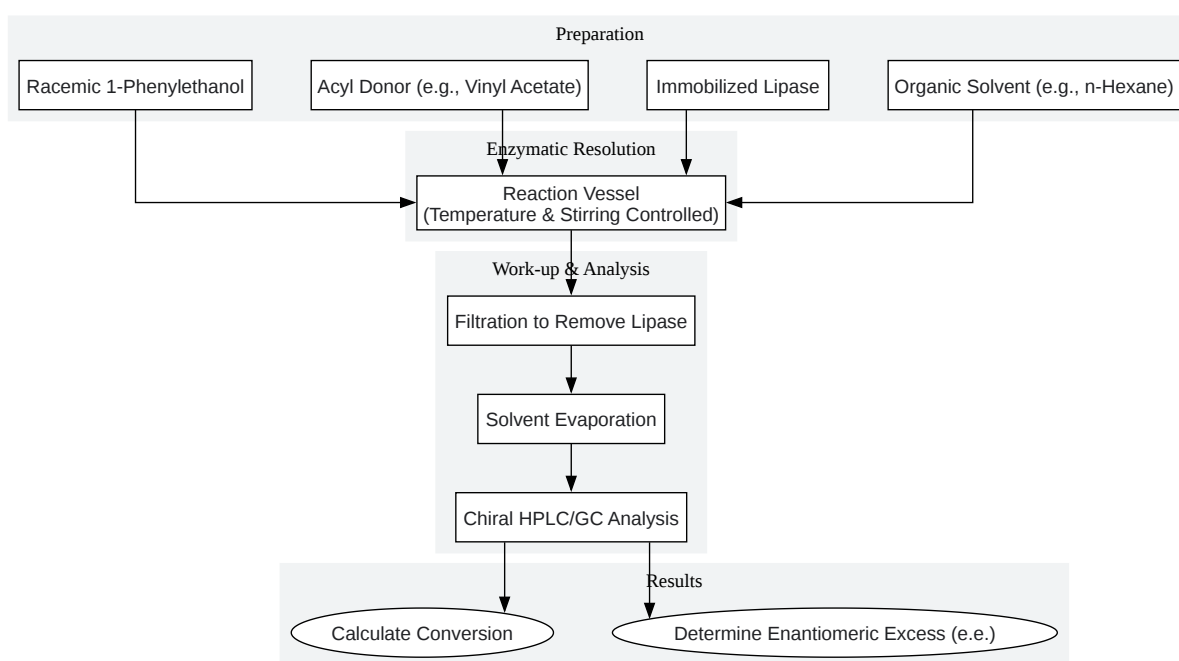 Preparation
Racemic 1-Phenylethanol
Acyl Donor (e.g., Vinyl Acetate)
Immobilized Lipase
Organic Solvent (e.g., n-Hexane)
Enzymatic Resolution
Reaction Vessel
(Temperature & Stirring Controlled)
Work-up & Analysis
Filtration to Remove Lipase
Solvent Evaporation
Chiral HPLC/GC Analysis
Results
Calculate Conversion
Determine Enantiomeric Excess (e.e.)